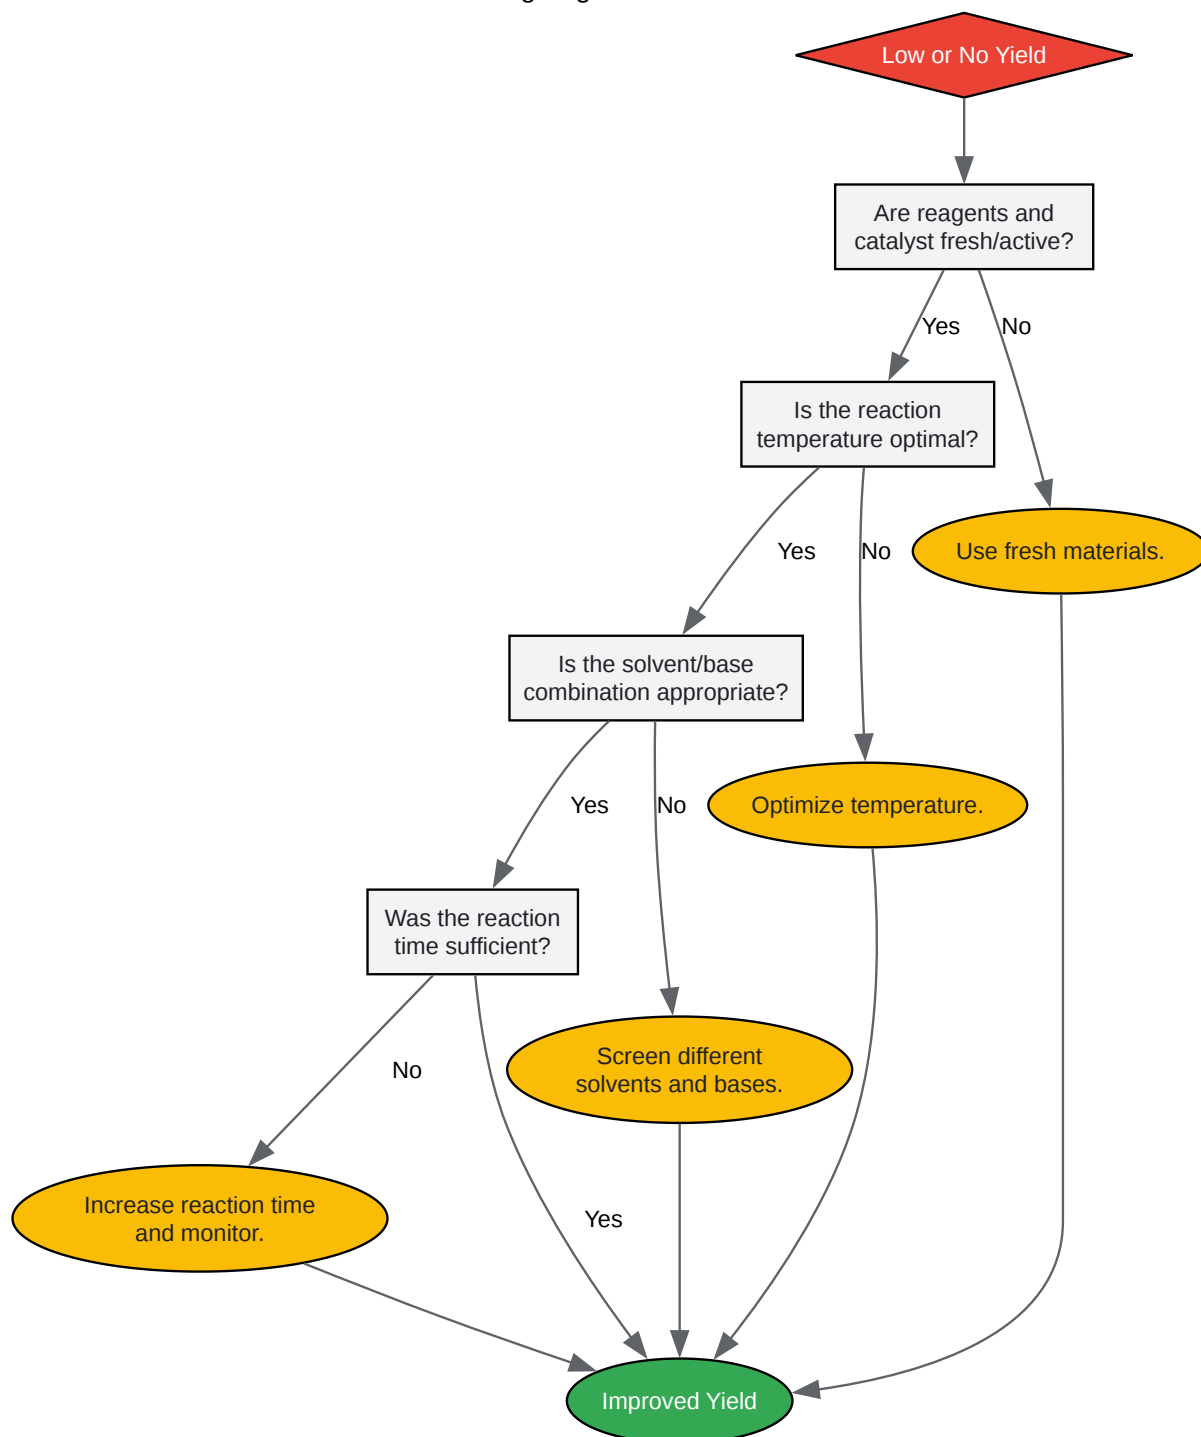 Low or No Yield
Are reagents and
catalyst fresh/active?
Yes
No
Is the reaction
temperature optimal?
Yes
No
Use fresh materials.
Is the solvent/base
combination appropriate?
Yes
No
Optimize temperature.
Was the reaction
time sufficient?
No
Yes
Screen different
solvents and bases.
Increase reaction time
and monitor.
Improved Yield